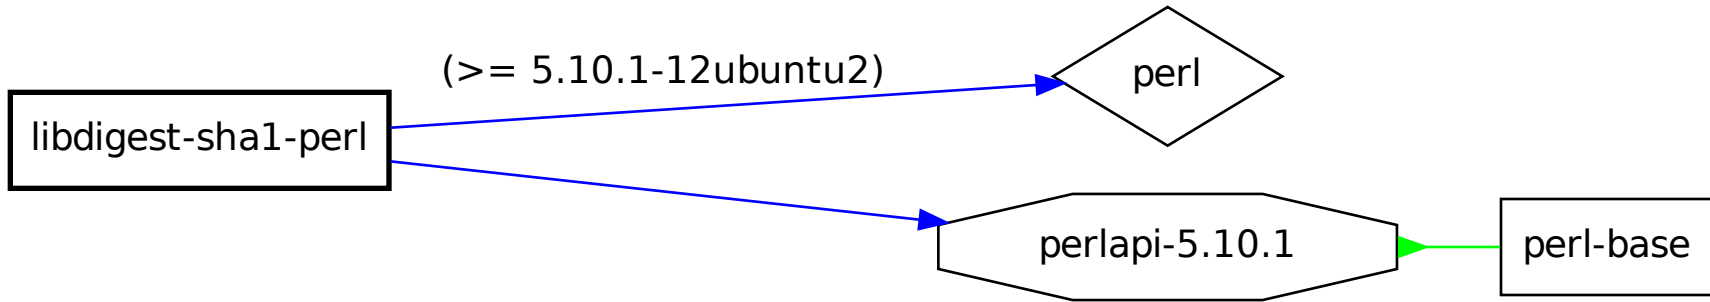 (>= 5.10.1-12ubuntu2)
perl
libdigest-sha1-perl
perlapi-5.10.1
perl-base